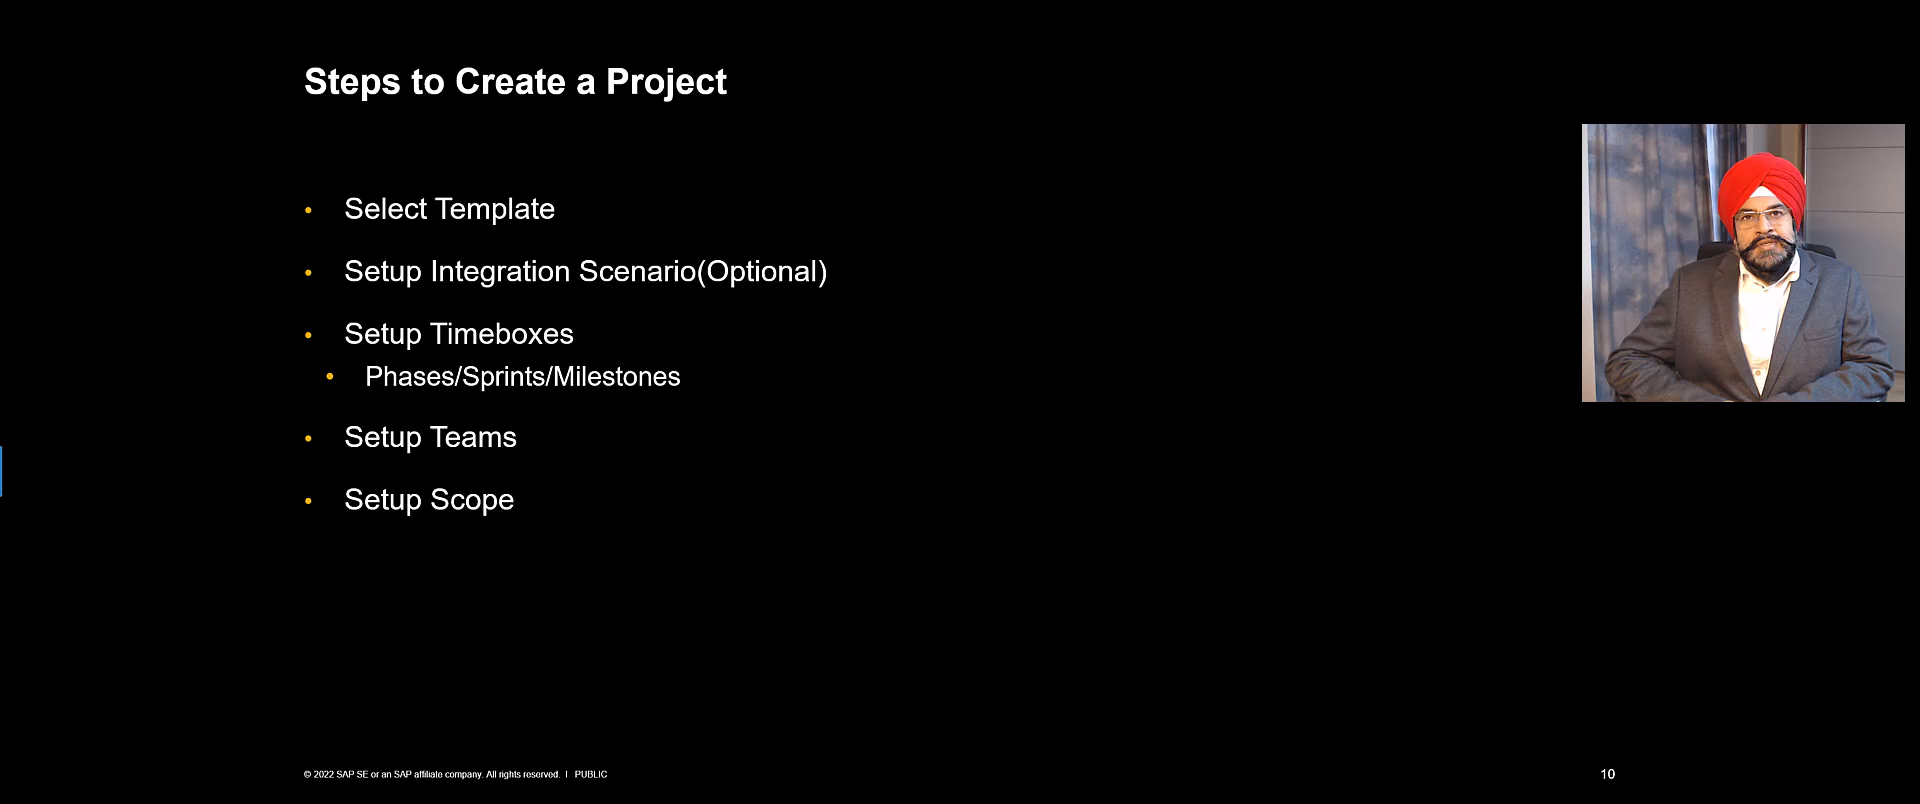 Steps to Create a Project
• Select Template
• Setup Integration Scenario(Optional)
• Setup Timeboxes
• Phases/Sprints/Milestones
• Setup Teams
• Setup Scope
© 2022 SAP SE or an SAP affiliate company. All rights reserved. | PUBLIC
10